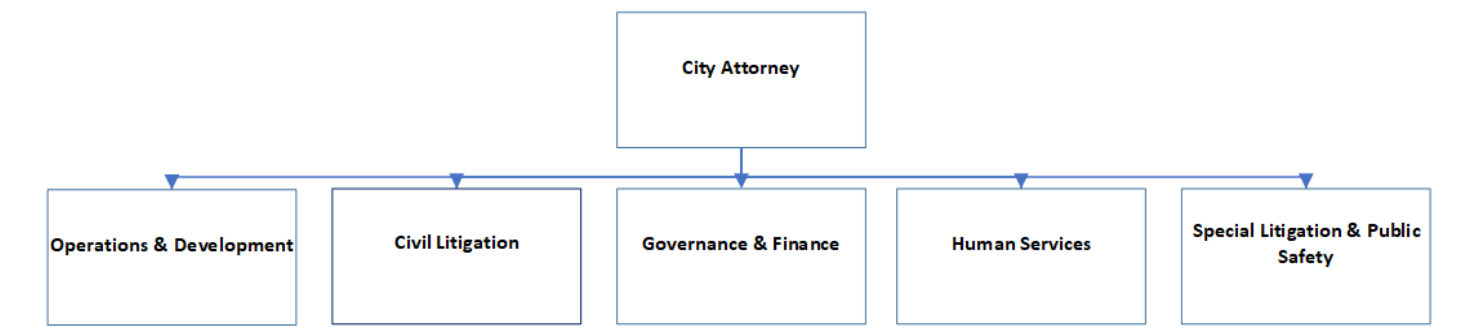 City Attorney
Operations & Development
Civil Litigation
Governance & Finance
Human Services
Special Litigation & Public
Safety